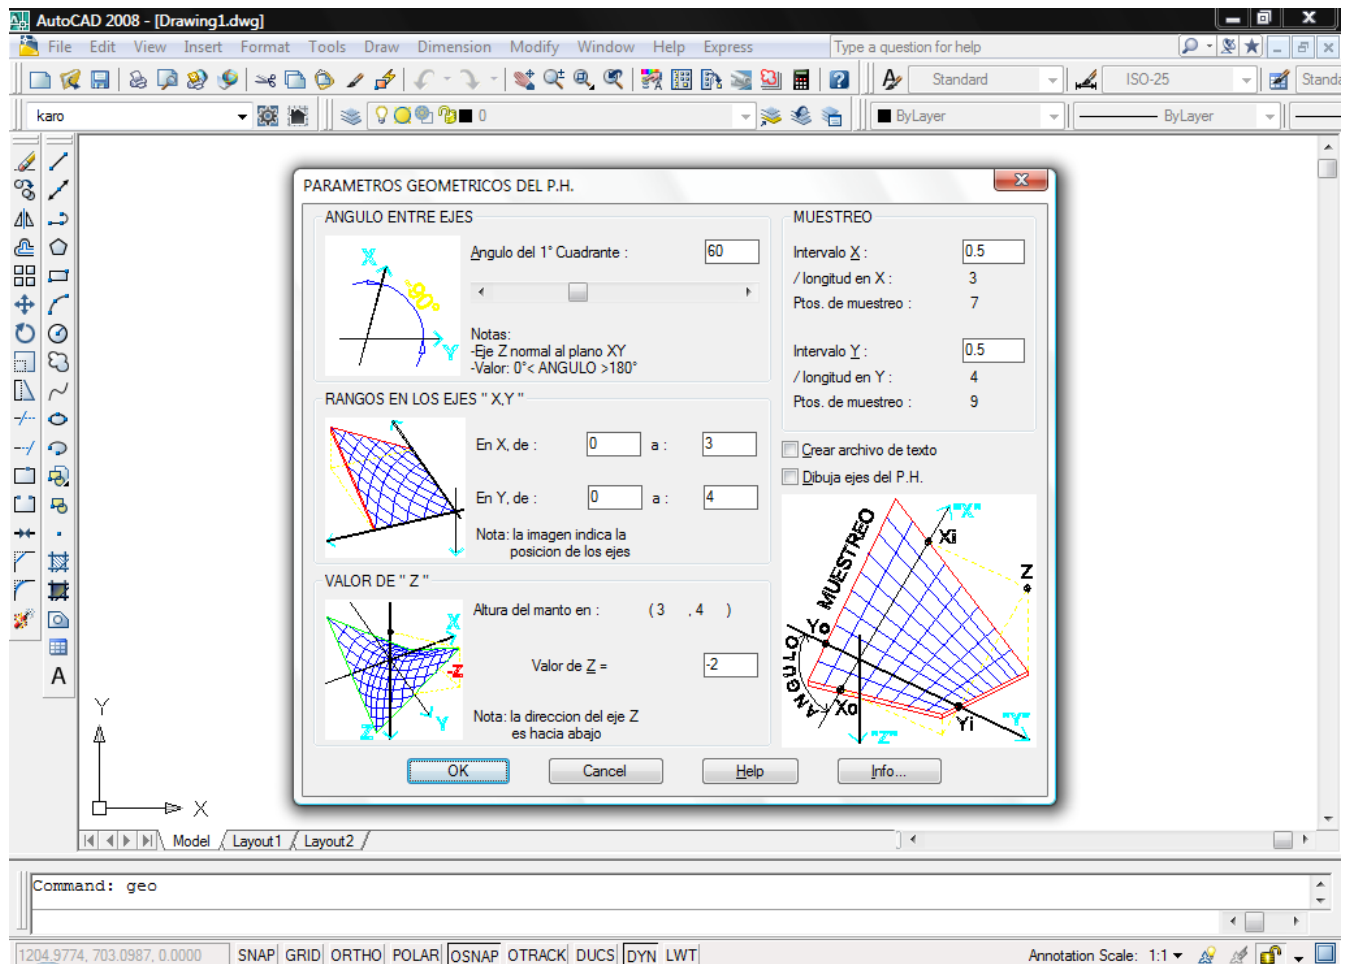 AutoCAD 2008 - [Drawing1.dwg]
File Edit View Insert Format Tools Draw Dimension Modify Window Help Express Type a question for help
Standard ISO-25 Standa
karo 0 ByLayer ByLayer
PARAMETROS GEOMETRICOS DEL P.H.
ANGULO ENTRE EJES
X
-90°
Y
Angulo del 1° Cuadrante : 60
Notas:
-Eje Z normal al plano XY
-Valor: 0°< ANGULO >180°
RANGOS EN LOS EJES " X,Y "
En X, de : 0 a : 3
En Y, de : 0 a : 4
Nota: la imagen indica la
posicion de los ejes
VALOR DE " Z "
X
-Z
Y
Z
Altura del manto en : ( 3 , 4 )
Valor de Z = -2
Nota: la direccion del eje Z
es hacia abajo
MUESTREO
Intervalo X : 0.5
/ longitud en X : 3
Ptos. de muestreo : 7
Intervalo Y : 0.5
/ longitud en Y : 4
Ptos. de muestreo : 9
Crear archivo de texto
Dibuja ejes del P.H.
MUESTREO
"X"
Xi
Z
Yo
ANGULO
Xo
Yi
"Y"
"Z"
OK Cancel Help Info...
A
Y
X
Model Layout1 Layout2
Command: geo
1204.9774, 703.0987, 0.0000 SNAP GRID ORTHO POLAR OSNAP OTRACK DUCS DYN LWT Annotation Scale: 1:1